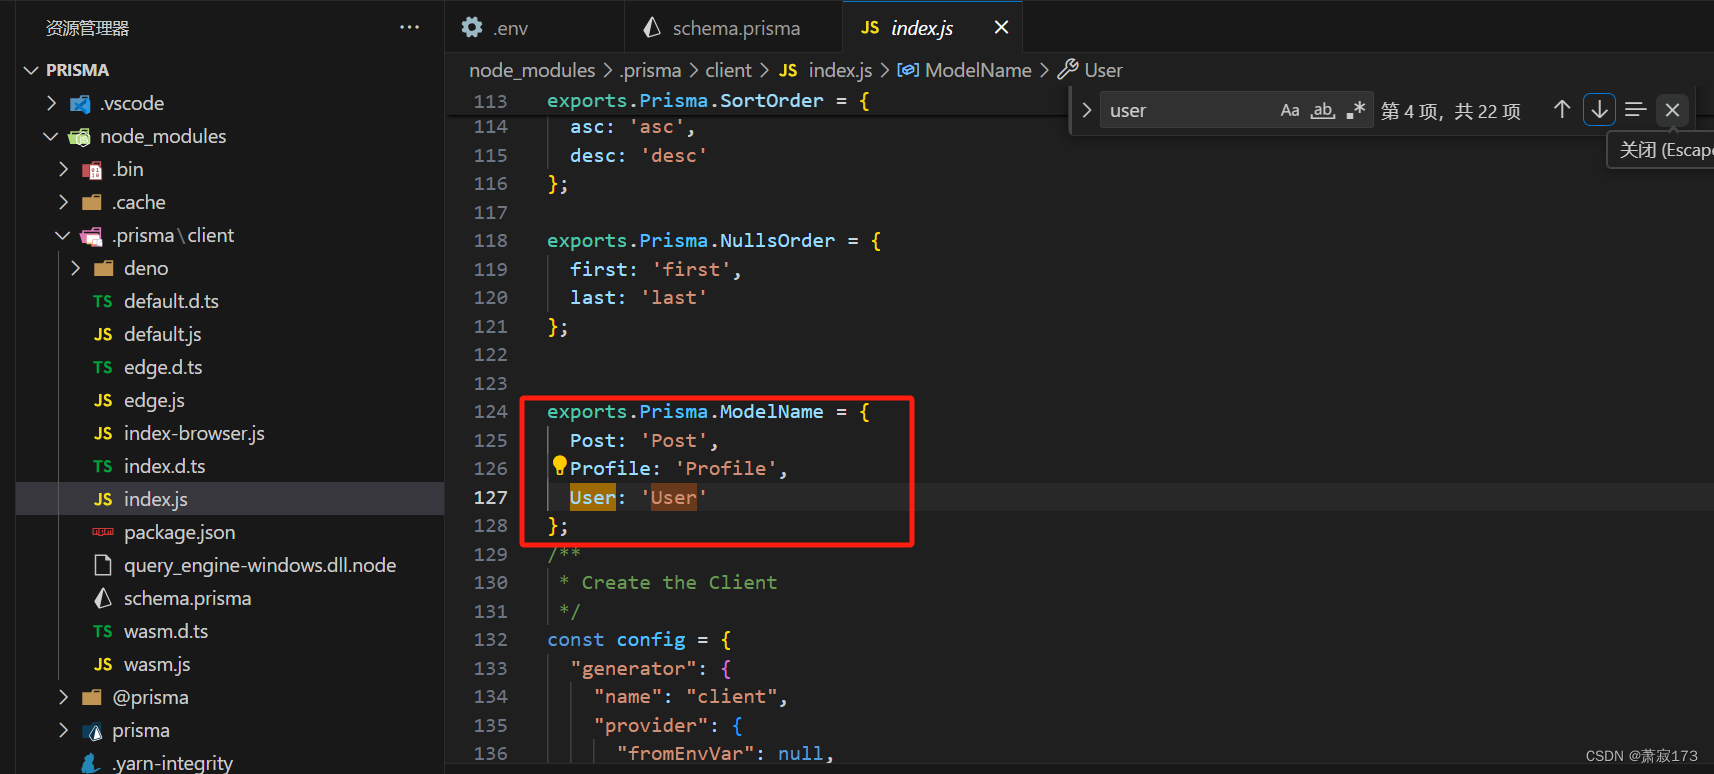 资源管理器
···
PRISMA
.vscode
node_modules
.bin
.cache
.prisma\client
deno
TS default.d.ts
JS default.js
TS edge.d.ts
JS edge.js
JS index-browser.js
TS index.d.ts
JS index.js
package.json
query_engine-windows.dll.node
schema.prisma
TS wasm.d.ts
JS wasm.js
@prisma
prisma
.yarn-integrity
.env
schema.prisma
JS index.js
node_modules > .prisma > client > JS index.js > ModelName > User
user
Aa ab .* 第 4 项，共 22 项
关闭 (Escape
113 exports.Prisma.SortOrder = {
114 asc: 'asc',
115 desc: 'desc'
116 };
117
118 exports.Prisma.NullsOrder = {
119 first: 'first',
120 last: 'last'
121 };
122
123
124 exports.Prisma.ModelName = {
125 Post: 'Post',
126 Profile: 'Profile',
127 User: 'User'
128 };
129 /**
130 * Create the Client
131 */
132 const config = {
133 "generator": {
134 "name": "client",
135 "provider": {
136 "fromEnvVar": null,
CSDN @萧寂173